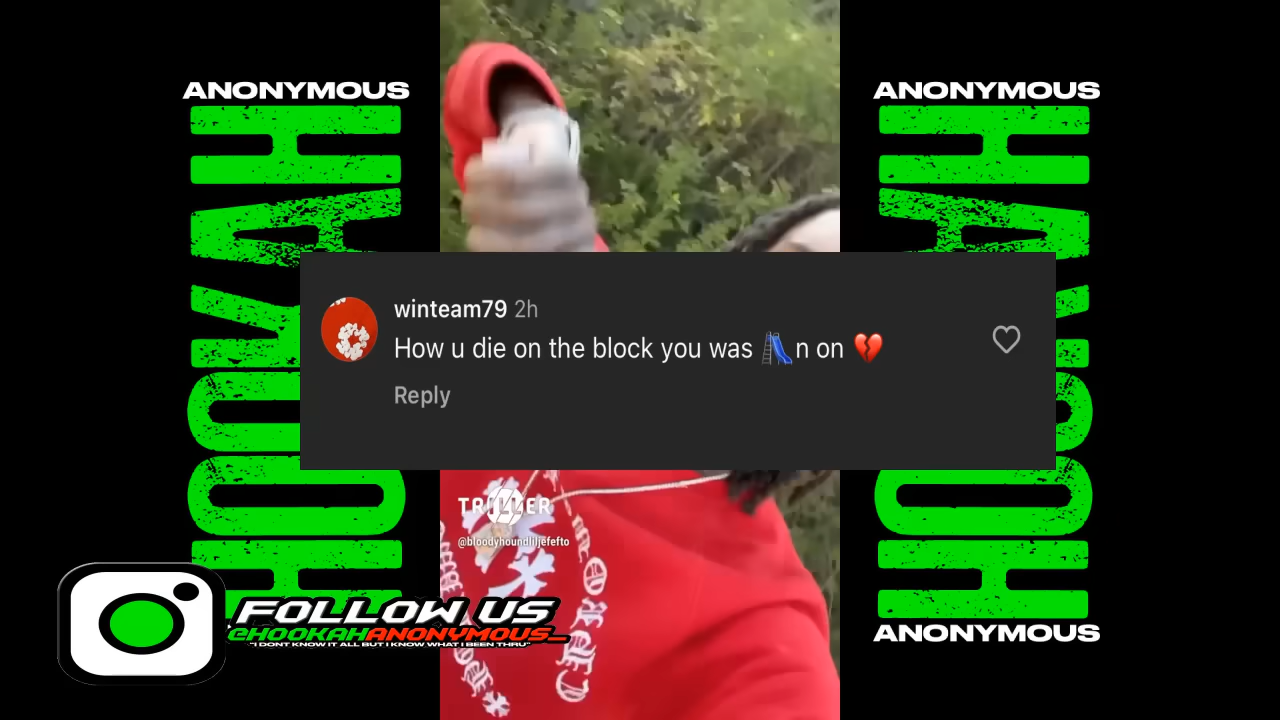 ANONYMOUS
HOOKAH
ANONYMOUS
HOOKAH
winteam79 2h
How u die on the block you was 🛝n on 💔
Reply
TRILLER
@bloodyhoundliljefefto
FOLLOW US
@HOOKAHANONYMOUS_
"I DONT KNOW IT ALL BUT I KNOW WHAT I BEEN THRU"
ANONYMOUS